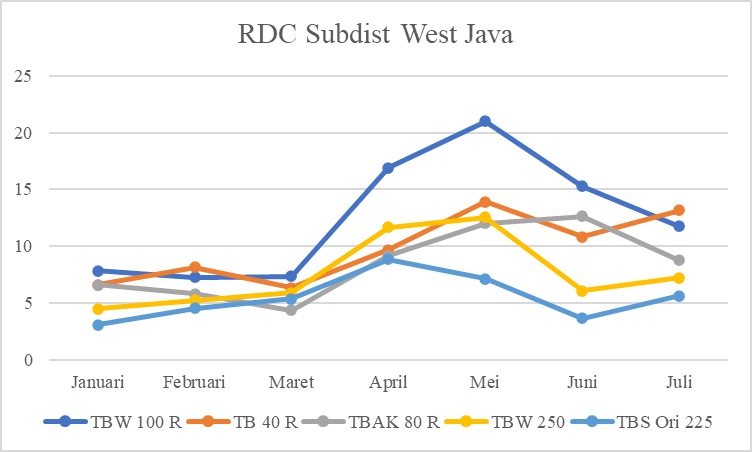 RDC Subdist West Java
25
20
15
10
5
0
Januari Februari Maret April Mei Juni Juli
TBW 100 R TB 40 R TBAK 80 R TBW 250 TBS Ori 225